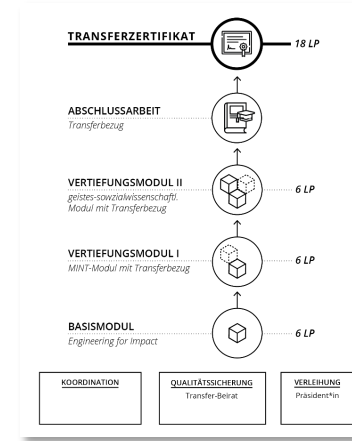 TRANSFERZERTIFIKAT
18 LP
ABSCHLUSSARBEIT
Transferbezug
VERTIEFUNGSMODUL II
geistes-sowzialwissenschaftl.
Modul mit Transferbezug
6 LP
VERTIEFUNGSMODUL I
MINT-Modul mit Transferbezug
6 LP
BASISMODUL
Engineering for Impact
6 LP
KOORDINATION
QUALITÄTSSICHERUNG
Transfer-Beirat
VERLEIHUNG
Präsident*in